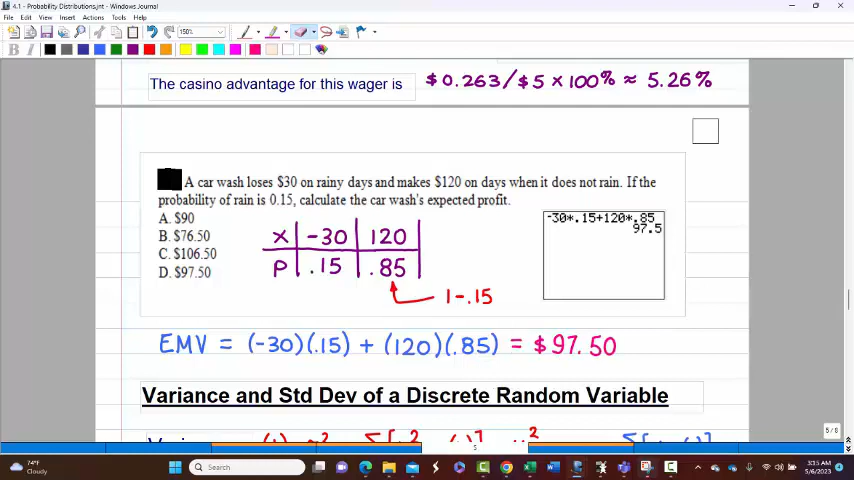 4.1 - Probability Distributions.jnt - Windows Journal
File Edit View Insert Actions Tools Help
150%
B I
The casino advantage for this wager is $0.263/$5 × 100% ≈ 5.26%
A car wash loses $30 on rainy days and makes $120 on days when it does not rain. If the
probability of rain is 0.15, calculate the car wash's expected profit.
A. $90
B. $76.50
C. $106.50
D. $97.50
X -30 120
P .15 .85
1-.15
-30*.15+120*.85
97.5
EMV = (-30)(.15) + (120)(.85) = $97.50
Variance and Std Dev of a Discrete Random Variable
5 / 8
5
74°F
Cloudy
Search
3:15 AM
5/6/2023